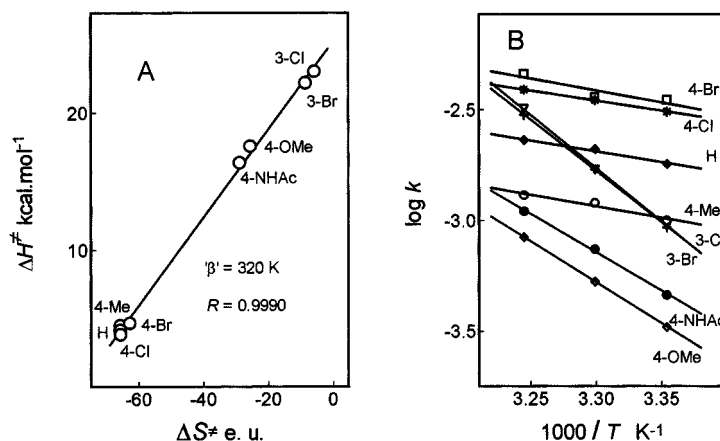 A
3-Cl
3-Br
4-OMe
4-NHAc
'β' = 320 K
R = 0.9990
4-Me
H
4-Br
4-Cl
20
10
ΔH≠ kcal.mol⁻¹
-60
-40
-20
0
ΔS≠ e. u.
B
4-Br
4-Cl
H
4-Me
3-C
3-Br
4-NHAc
4-OMe
-2.5
-3.0
-3.5
log k
3.25
3.30
3.35
1000 / T K⁻¹